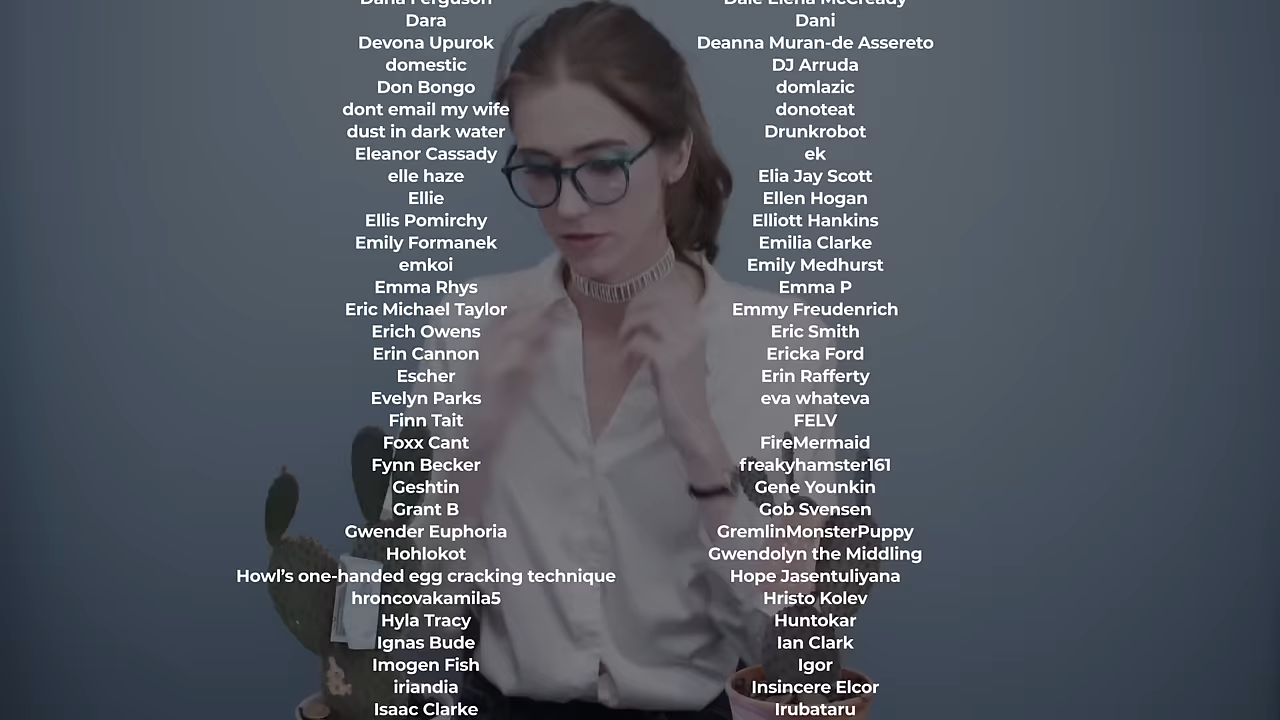 Dana Ferguson
Dale Elena McCready
Dara
Dani
Devona Upurok
Deanna Muran-de Assereto
domestic
DJ Arruda
Don Bongo
domlazic
dont email my wife
donoteat
dust in dark water
Drunkrobot
Eleanor Cassady
ek
elle haze
Elia Jay Scott
Ellie
Ellen Hogan
Ellis Pomirchy
Elliott Hankins
Emily Formanek
Emilia Clarke
emkoi
Emily Medhurst
Emma Rhys
Emma P
Eric Michael Taylor
Emmy Freudenrich
Erich Owens
Eric Smith
Erin Cannon
Ericka Ford
Escher
Erin Rafferty
Evelyn Parks
eva whateva
Finn Tait
FELV
Foxx Cant
FireMermaid
Fynn Becker
freakyhamster161
Geshtin
Gene Younkin
Grant B
Gob Svensen
Gwender Euphoria
GremlinMonsterPuppy
Hohlokot
Gwendolyn the Middling
Howl's one-handed egg cracking technique
Hope Jasentuliyana
hroncovakamila5
Hristo Kolev
Hyla Tracy
Huntokar
Ignas Bude
Ian Clark
Imogen Fish
Igor
iriandia
Insincere Elcor
Isaac Clarke
Irubataru